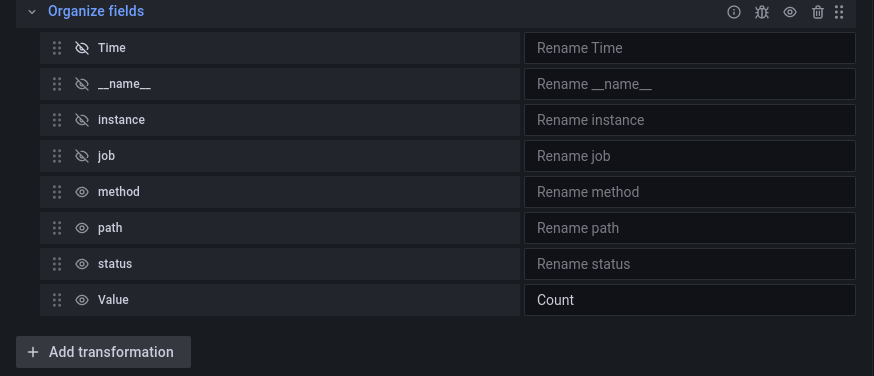 Organize fields
Time Rename Time
__name__ Rename __name__
instance Rename instance
job Rename job
method Rename method
path Rename path
status Rename status
Value Count
Add transformation